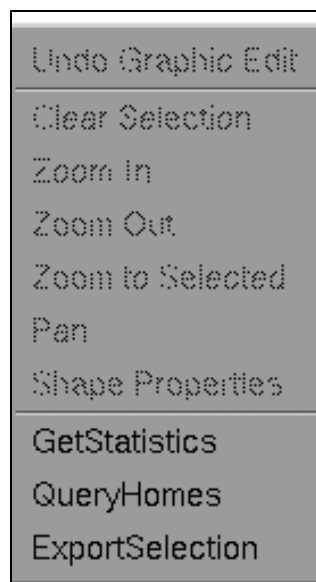 Undo Graphic Edit
Clear Selection
Zoom In
Zoom Out
Zoom to Selected
Pan
Shape Properties
GetStatistics
QueryHomes
ExportSelection